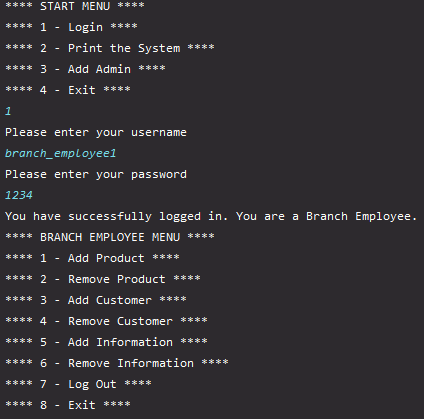 **** START MENU ****
**** 1 - Login ****
**** 2 - Print the System ****
**** 3 - Add Admin ****
**** 4 - Exit ****
1
Please enter your username
branch_employee1
Please enter your password
1234
You have successfully logged in. You are a Branch Employee.
**** BRANCH EMPLOYEE MENU ****
**** 1 - Add Product ****
**** 2 - Remove Product ****
**** 3 - Add Customer ****
**** 4 - Remove Customer ****
**** 5 - Add Information ****
**** 6 - Remove Information ****
**** 7 - Log Out ****
**** 8 - Exit ****